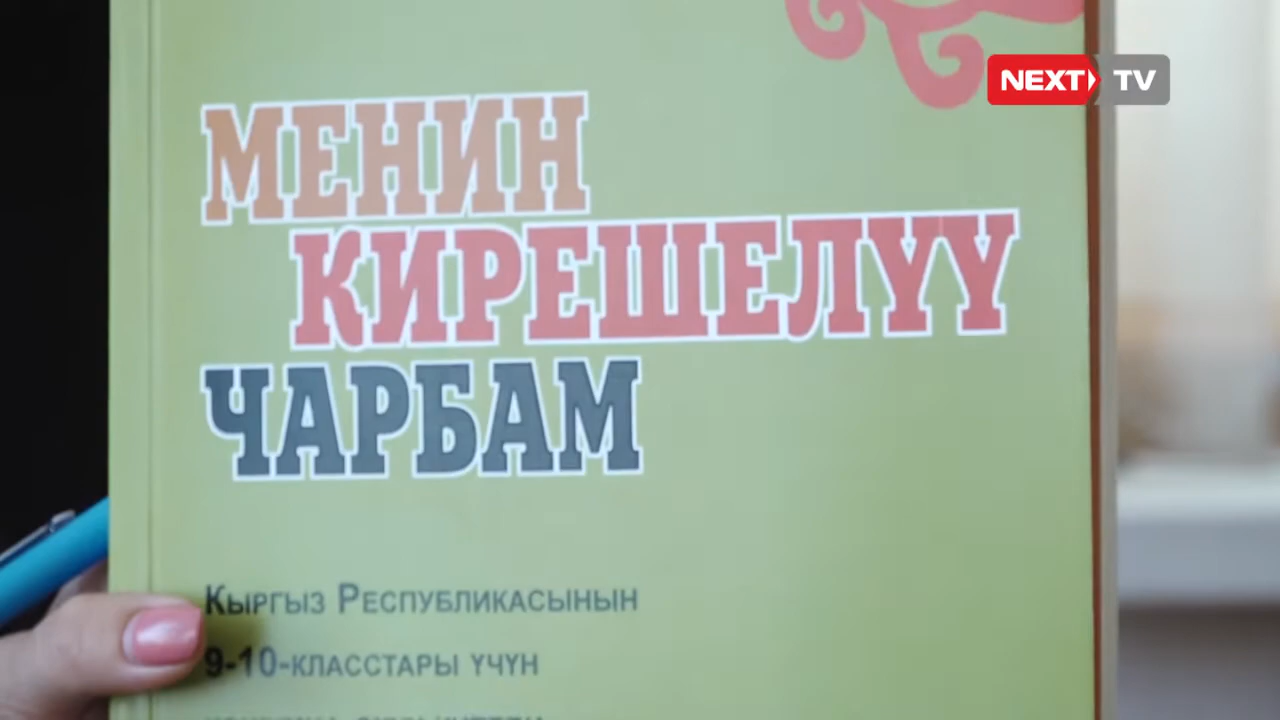 NEXT TV
МЕНИН
КИРЕШЕЛҮҮ
ЧАРБАМ
КЫРГЫЗ РЕСПУБЛИКАСЫНЫН
9-10-КЛАССТАРЫ ҮЧҮН